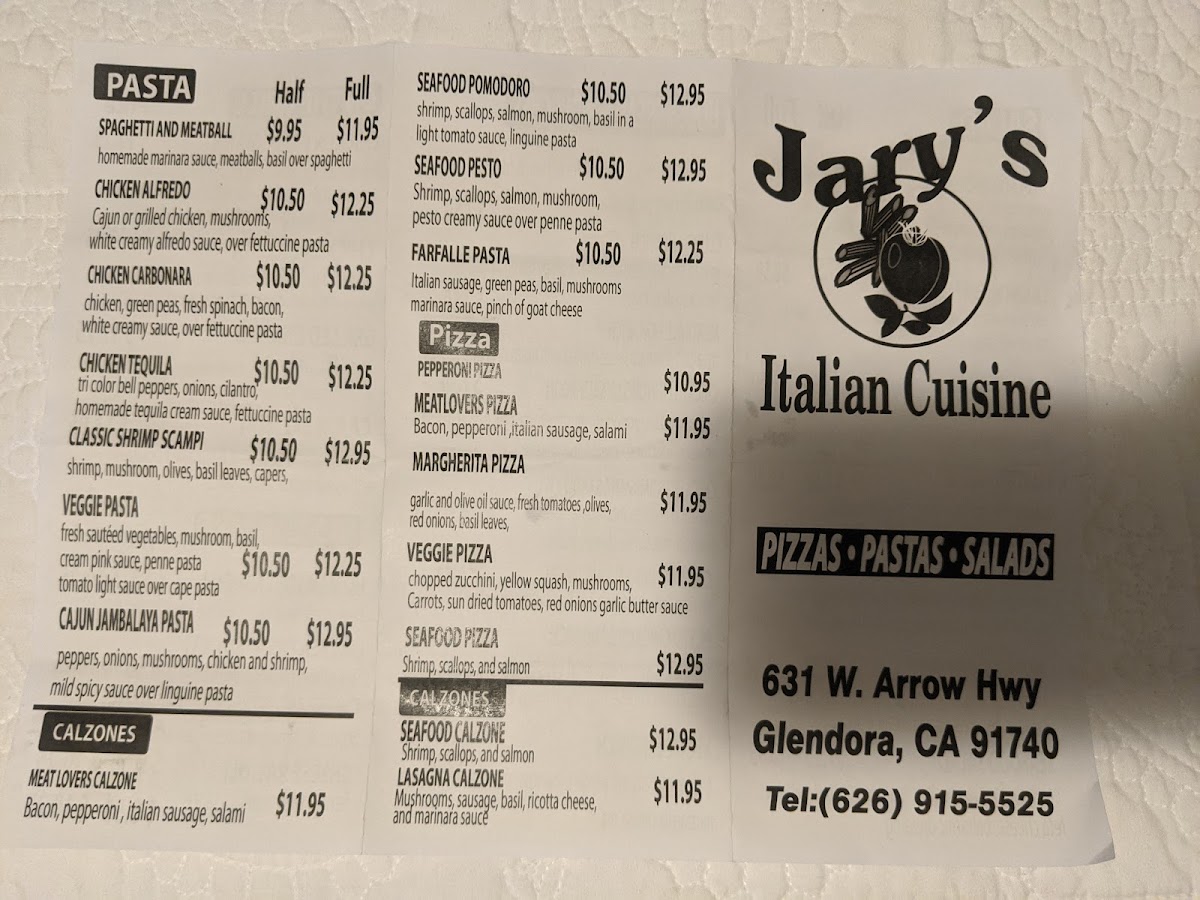 PASTA Half Full
SPAGHETTI AND MEATBALL $9.95 $11.95
homemade marinara sauce, meatballs, basil over spaghetti
CHICKEN ALFREDO $10.50 $12.25
Cajun or grilled chicken, mushrooms,
white creamy alfredo sauce, over fettuccine pasta
CHICKEN CARBONARA $10.50 $12.25
chicken, green peas, fresh spinach, bacon,
white creamy sauce, over fettuccine pasta
CHICKEN TEQUILA $10.50 $12.25
tri color bell peppers, onions, cilantro,
homemade tequila cream sauce, fettuccine pasta
CLASSIC SHRIMP SCAMPI $10.50 $12.95
shrimp, mushroom, olives, basil leaves, capers,
VEGGIE PASTA
fresh sautéed vegetables, mushroom, basil,
cream pink sauce, penne pasta $10.50 $12.25
tomato light sauce over cape pasta
CAJUN JAMBALAYA PASTA $10.50 $12.95
peppers, onions, mushrooms, chicken and shrimp,
mild spicy sauce over linguine pasta
CALZONES
MEAT LOVERS CALZONE
Bacon, pepperoni , italian sausage, salami $11.95
SEAFOOD POMODORO $10.50 $12.95
shrimp, scallops, salmon, mushroom, basil in a
light tomato sauce, linguine pasta
SEAFOOD PESTO $10.50 $12.95
Shrimp, scallops, salmon, mushroom,
pesto creamy sauce over penne pasta
FARFALLE PASTA $10.50 $12.25
Italian sausage, green peas, basil, mushrooms
marinara sauce, pinch of goat cheese
Pizza
PEPPERONI PIZZA $10.95
MEATLOVERS PIZZA
Bacon, pepperoni ,italian sausage, salami $11.95
MARGHERITA PIZZA
garlic and olive oil sauce, fresh tomatoes ,olives, $11.95
red onions, basil leaves,
VEGGIE PIZZA
chopped zucchini, yellow squash, mushrooms, $11.95
Carrots, sun dried tomatoes, red onions garlic butter sauce
SEAFOOD PIZZA
Shrimp, scallops, and salmon $12.95
CALZONES
SEAFOOD CALZONE $12.95
Shrimp, scallops, and salmon
LASAGNA CALZONE
Mushrooms, sausage, basil, ricotta cheese, $11.95
and marinara sauce
Jary's
Italian Cuisine
PIZZAS • PASTAS • SALADS
631 W. Arrow Hwy
Glendora, CA 91740
Tel:(626) 915-5525